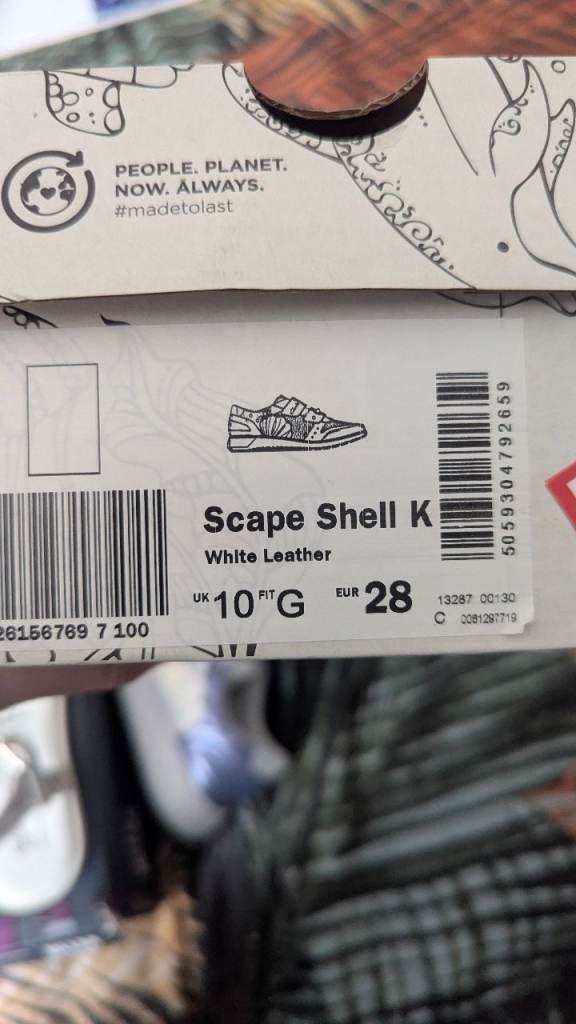 PEOPLE. PLANET.
NOW. ALWAYS.
#madetolast
5059304792659
Scape Shell K
White Leather
UK 10 FIT G EUR 28
13287 00130
C 0081297719
26156769 7 100